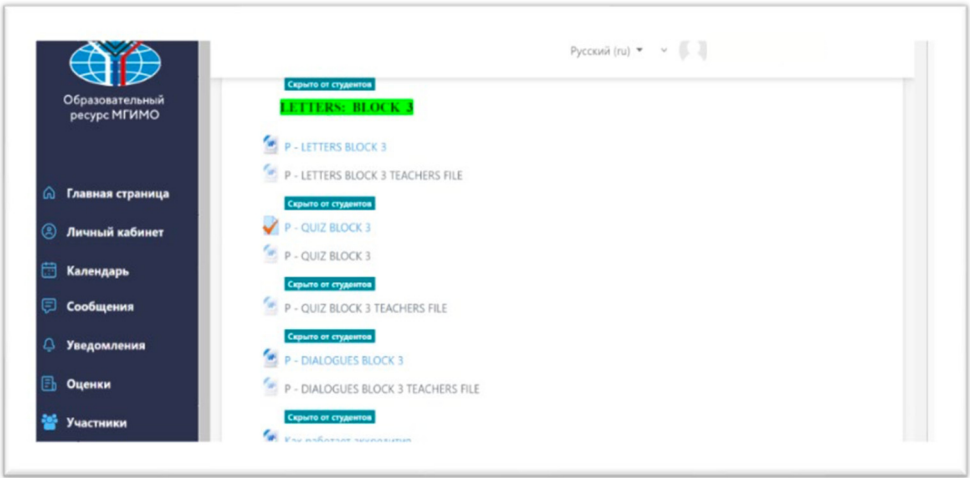 Образовательный
ресурс МГИМО
Главная страница
Личный кабинет
Календарь
Сообщения
Уведомления
Оценки
Участники
Русский (ru)
Скрыто от студентов
LETTERS: BLOCK 3
P - LETTERS BLOCK 3
P - LETTERS BLOCK 3 TEACHERS FILE
Скрыто от студентов
P - QUIZ BLOCK 3
P - QUIZ BLOCK 3
Скрыто от студентов
P - QUIZ BLOCK 3 TEACHERS FILE
Скрыто от студентов
P - DIALOGUES BLOCK 3
P - DIALOGUES BLOCK 3 TEACHERS FILE
Скрыто от студентов
Как работает